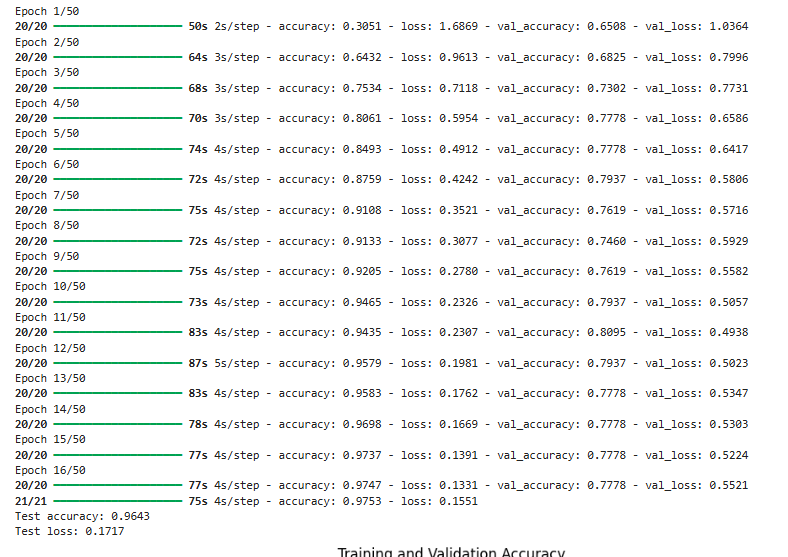 Epoch 1/50
20/20 50s 2s/step - accuracy: 0.3051 - loss: 1.6869 - val_accuracy: 0.6508 - val_loss: 1.0364
Epoch 2/50
20/20 64s 3s/step - accuracy: 0.6432 - loss: 0.9613 - val_accuracy: 0.6825 - val_loss: 0.7996
Epoch 3/50
20/20 68s 3s/step - accuracy: 0.7534 - loss: 0.7118 - val_accuracy: 0.7302 - val_loss: 0.7731
Epoch 4/50
20/20 70s 3s/step - accuracy: 0.8061 - loss: 0.5954 - val_accuracy: 0.7778 - val_loss: 0.6586
Epoch 5/50
20/20 74s 4s/step - accuracy: 0.8493 - loss: 0.4912 - val_accuracy: 0.7778 - val_loss: 0.6417
Epoch 6/50
20/20 72s 4s/step - accuracy: 0.8759 - loss: 0.4242 - val_accuracy: 0.7937 - val_loss: 0.5806
Epoch 7/50
20/20 75s 4s/step - accuracy: 0.9108 - loss: 0.3521 - val_accuracy: 0.7619 - val_loss: 0.5716
Epoch 8/50
20/20 72s 4s/step - accuracy: 0.9133 - loss: 0.3077 - val_accuracy: 0.7460 - val_loss: 0.5929
Epoch 9/50
20/20 75s 4s/step - accuracy: 0.9205 - loss: 0.2780 - val_accuracy: 0.7619 - val_loss: 0.5582
Epoch 10/50
20/20 73s 4s/step - accuracy: 0.9465 - loss: 0.2326 - val_accuracy: 0.7937 - val_loss: 0.5057
Epoch 11/50
20/20 83s 4s/step - accuracy: 0.9435 - loss: 0.2307 - val_accuracy: 0.8095 - val_loss: 0.4938
Epoch 12/50
20/20 87s 5s/step - accuracy: 0.9579 - loss: 0.1981 - val_accuracy: 0.7937 - val_loss: 0.5023
Epoch 13/50
20/20 83s 4s/step - accuracy: 0.9583 - loss: 0.1762 - val_accuracy: 0.7778 - val_loss: 0.5347
Epoch 14/50
20/20 78s 4s/step - accuracy: 0.9698 - loss: 0.1669 - val_accuracy: 0.7778 - val_loss: 0.5303
Epoch 15/50
20/20 77s 4s/step - accuracy: 0.9737 - loss: 0.1391 - val_accuracy: 0.7778 - val_loss: 0.5224
Epoch 16/50
20/20 77s 4s/step - accuracy: 0.9747 - loss: 0.1331 - val_accuracy: 0.7778 - val_loss: 0.5521
21/21 75s 4s/step - accuracy: 0.9753 - loss: 0.1551
Test accuracy: 0.9643
Test loss: 0.1717
Training and Validation Accuracy